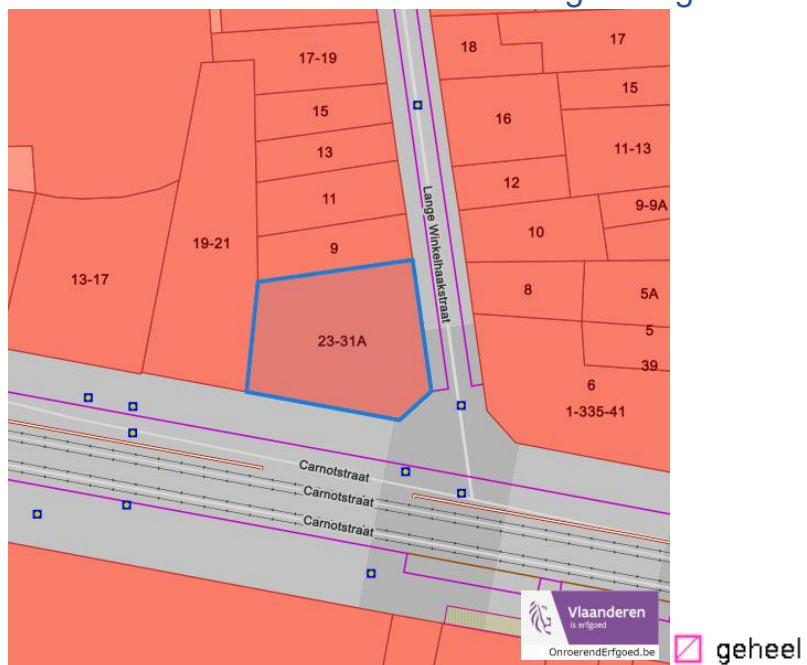 17-19
18
17
15
15
16
13
11-13
12
11
9-9A
19-21
10
9
Lange Winkelhaakstraat
13-17
8
5A
23-31A
5
39
6
1-335-41
Carnotstraat
Carnotstraat
Carnotstraat
Vlaanderen
is erfgoed
OnroerendErfgoed.be
geheel